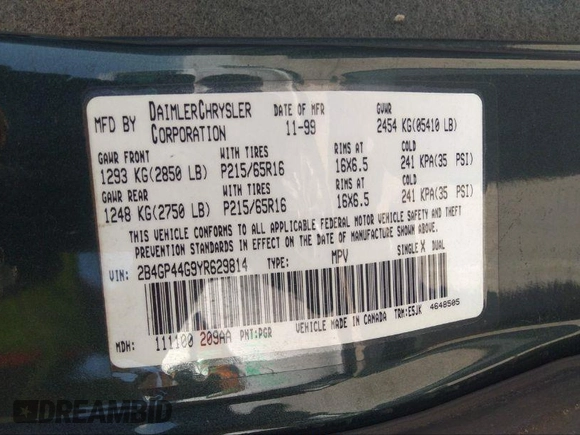 MFD BY DAIMLERCHRYSLER CORPORATION
DATE OF MFR 11-99
GVWR 2454 KG(05410 LB)
GAWR FRONT WITH TIRES RIMS AT COLD
1293 KG(2850 LB) P215/65R16 16X6.5 241 KPA(35 PSI)
GAWR REAR WITH TIRES RIMS AT COLD
1248 KG(2750 LB) P215/65R16 16X6.5 241 KPA(35 PSI)
THIS VEHICLE CONFORMS TO ALL APPLICABLE FEDERAL MOTOR VEHICLE SAFETY AND THEFT
PREVENTION STANDARDS IN EFFECT ON THE DATE OF MANUFACTURE SHOWN ABOVE.
VIN: 2B4GP44G9YR629814 TYPE: MPV SINGLE X DUAL
MDH: 111100 209AA PNT:PGR VEHICLE MADE IN CANADA TRM:E5JK 4648505
DREAMBID